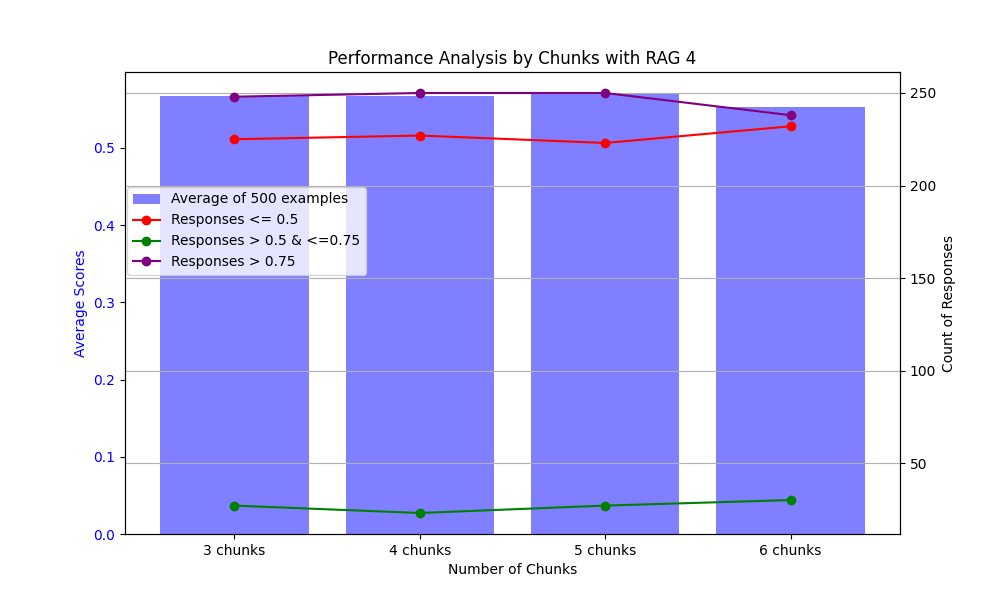 Performance Analysis by Chunks with RAG 4
Average Scores
0.5
0.4
0.3
0.2
0.1
0.0
Average of 500 examples
Responses <= 0.5
Responses > 0.5 & <=0.75
Responses > 0.75
250
200
150
100
50
Count of Responses
3 chunks
4 chunks
5 chunks
6 chunks
Number of Chunks